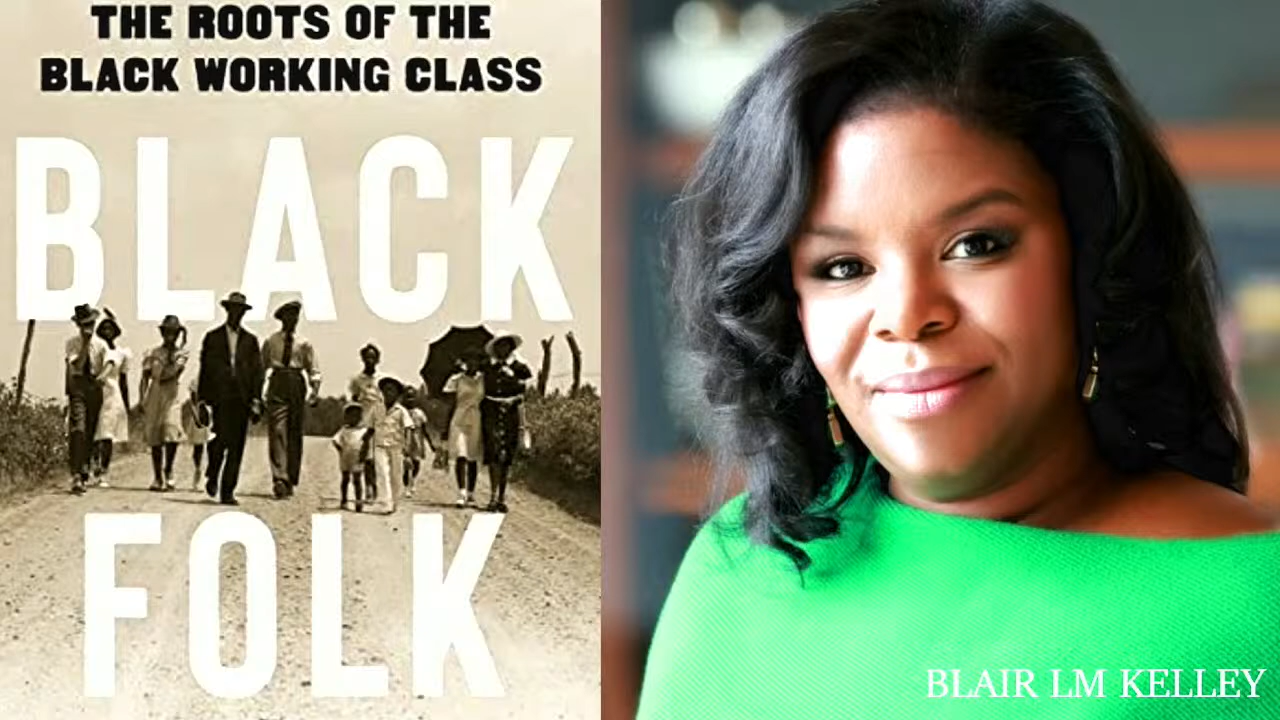 THE ROOTS OF THE
BLACK WORKING CLASS
BLACK
FOLK
BLAIR LM KELLEY